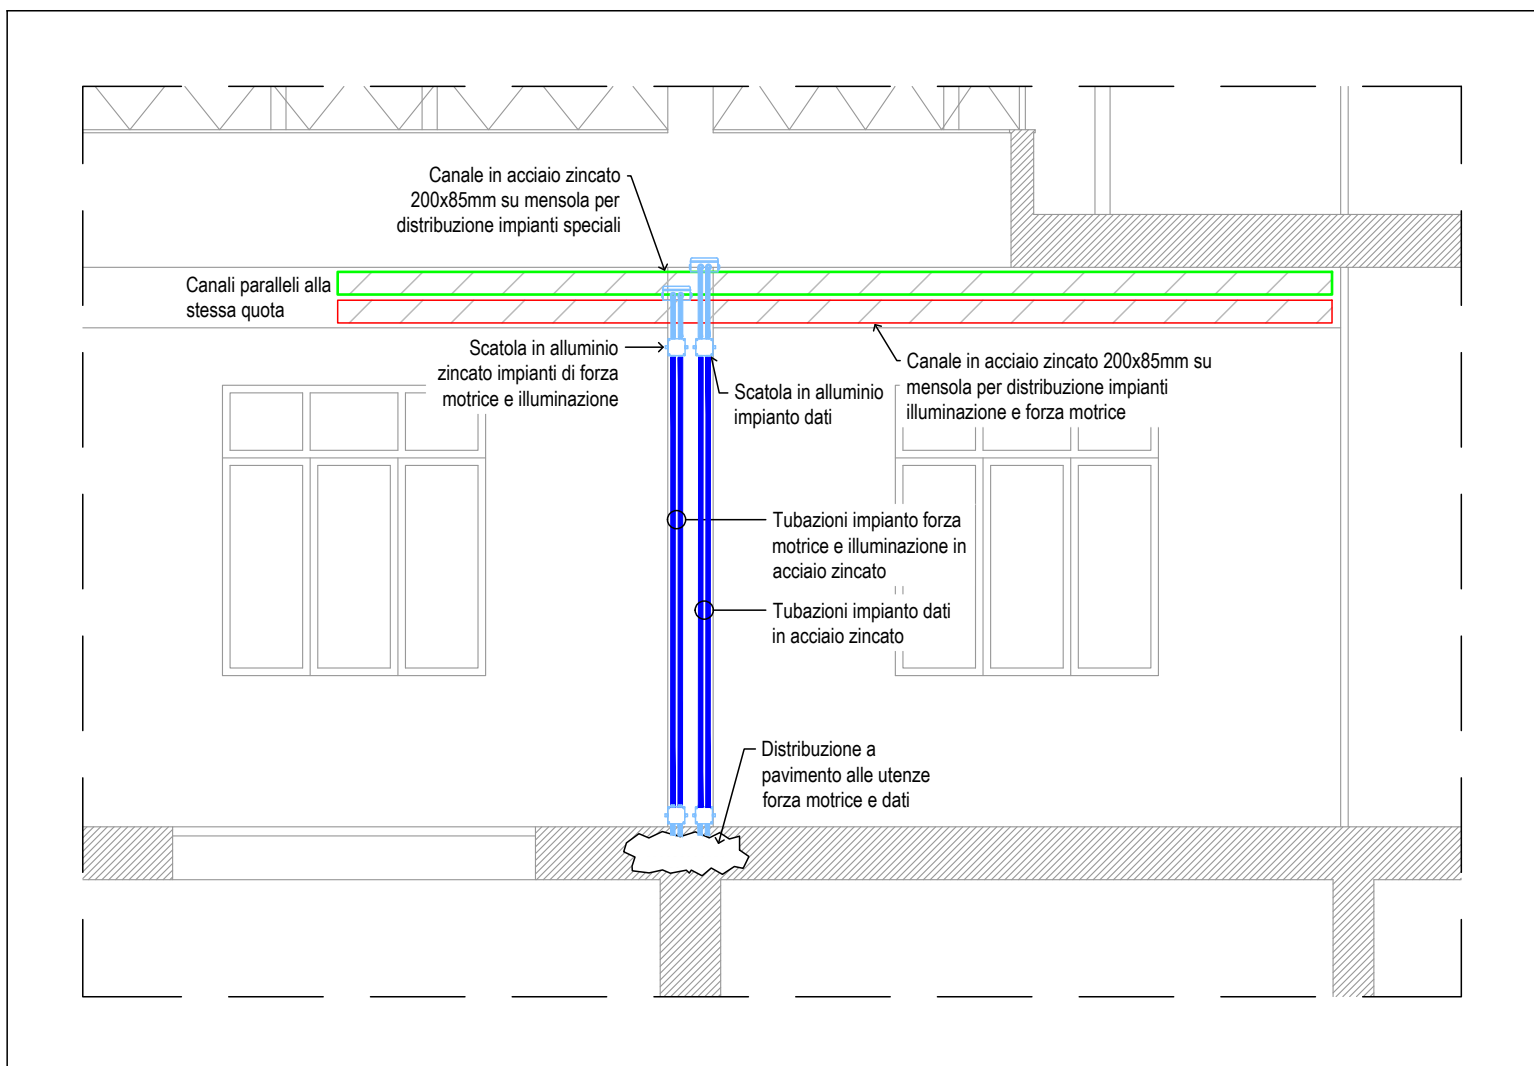 Canale in acciaio zincato
200x85mm su mensola per
distribuzione impianti speciali
Canali paralleli alla
stessa quota
Scatola in alluminio
zincato impianti di forza
motrice e illuminazione
Scatola in alluminio
impianto dati
Canale in acciaio zincato 200x85mm su
mensola per distribuzione impianti
illuminazione e forza motrice
Tubazioni impianto forza
motrice e illuminazione in
acciaio zincato
Tubazioni impianto dati
in acciaio zincato
Distribuzione a
pavimento alle utenze
forza motrice e dati